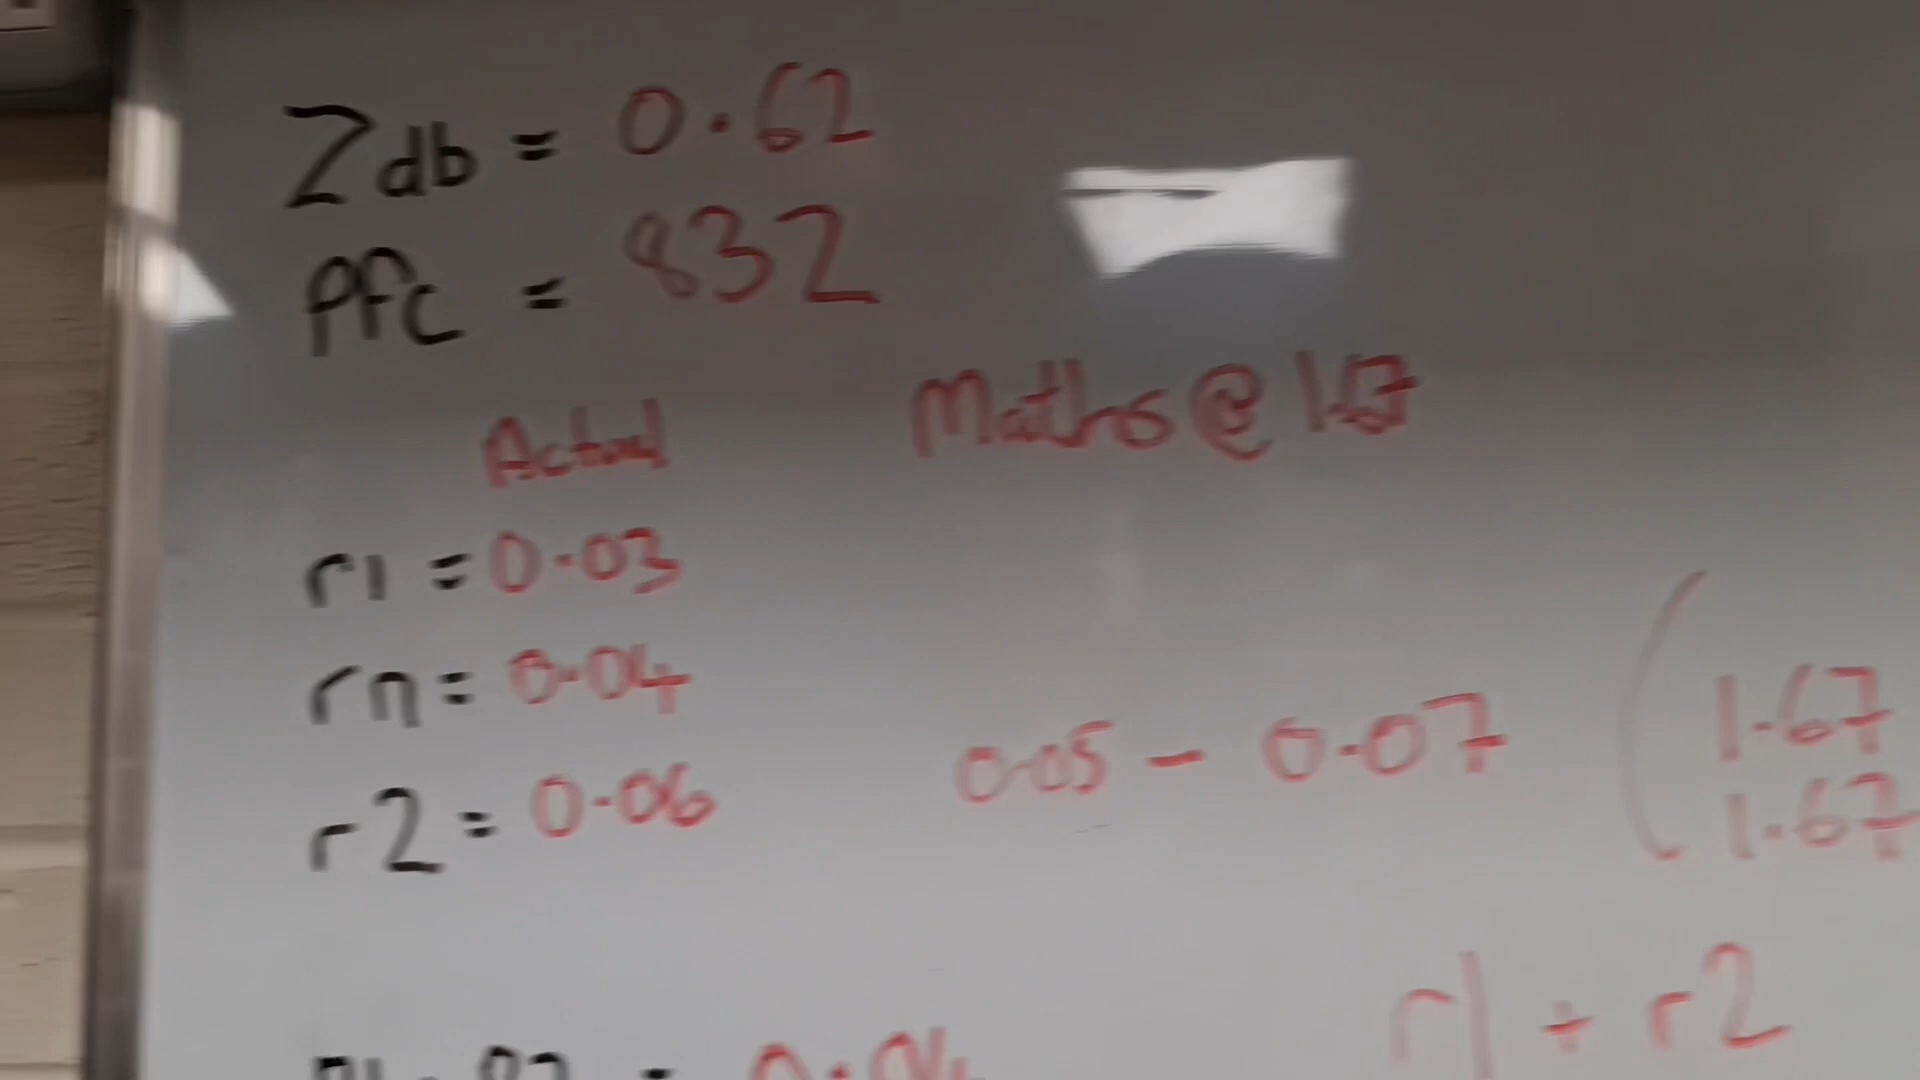 Zdb = 0.62
Pfc = 832
Actual Maths @ 1.67
r1 = 0.03
rn = 0.04
r2 = 0.06 0.05 - 0.07
1.67
1.67
r1 + r2